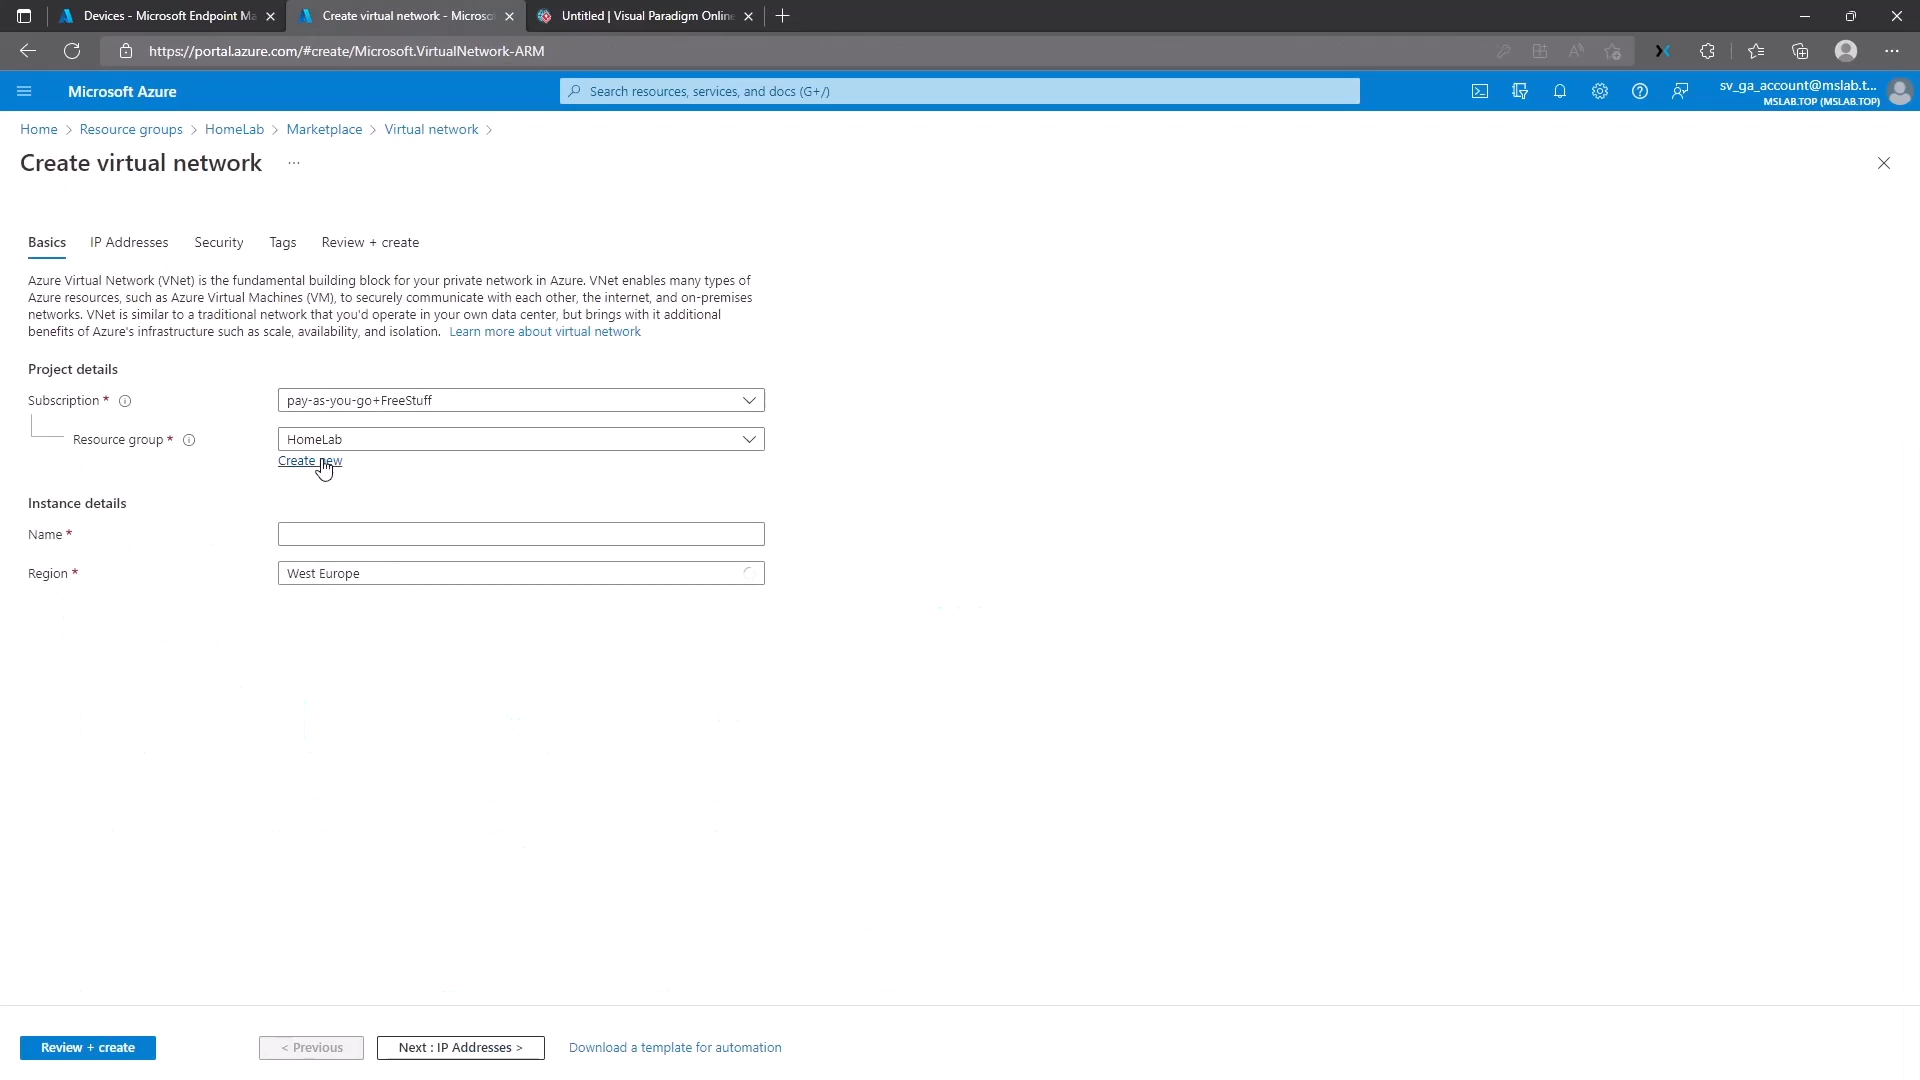 Devices - Microsoft Endpoint Ma
Create virtual network - Microsof
Untitled | Visual Paradigm Online
https://portal.azure.com/#create/Microsoft.VirtualNetwork-ARM
Microsoft Azure
Search resources, services, and docs (G+/)
sv_ga_account@mslab.t...
MSLAB.TOP (MSLAB.TOP)
Home > Resource groups > HomeLab > Marketplace > Virtual network >
Create virtual network ...
Basics IP Addresses Security Tags Review + create
Azure Virtual Network (VNet) is the fundamental building block for your private network in Azure. VNet enables many types of
Azure resources, such as Azure Virtual Machines (VM), to securely communicate with each other, the internet, and on-premises
networks. VNet is similar to a traditional network that you'd operate in your own data center, but brings with it additional
benefits of Azure's infrastructure such as scale, availability, and isolation. Learn more about virtual network
Project details
Subscription * pay-as-you-go+FreeStuff
Resource group * HomeLab
Create new
Instance details
Name *
Region * West Europe
Review + create < Previous Next : IP Addresses > Download a template for automation